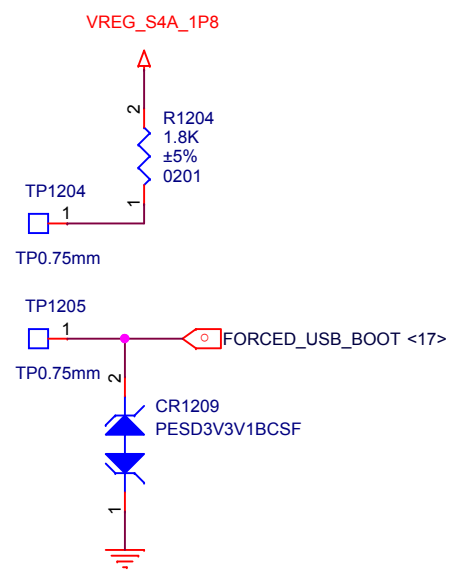 VREG_S4A_1P8
2
R1204
1.8K
±5%
0201
1
TP1204
1
TP0.75mm
TP1205
1
FORCED_USB_BOOT <17>
TP0.75mm
2
CR1209
PESD3V3V1BCSF
1